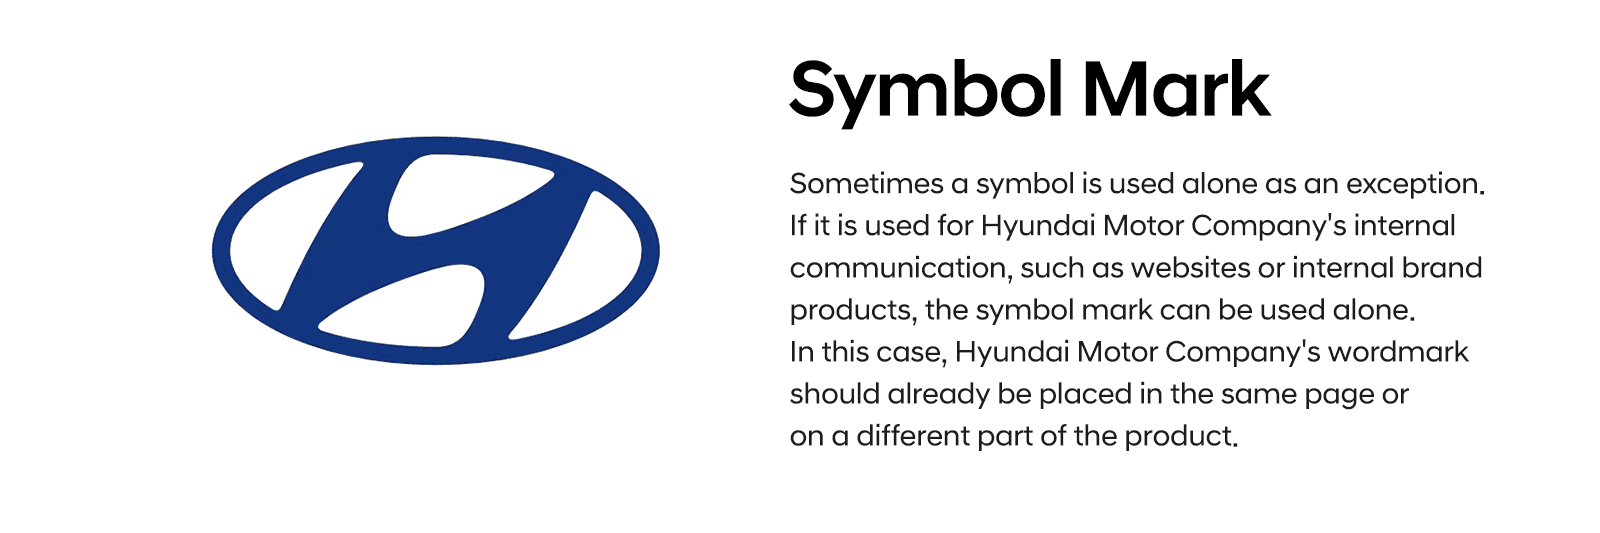 Symbol Mark
Sometimes a symbol is used alone as an exception.
If it is used for Hyundai Motor Company's internal
communication, such as websites or internal brand
products, the symbol mark can be used alone.
In this case, Hyundai Motor Company's wordmark
should already be placed in the same page or
on a different part of the product.